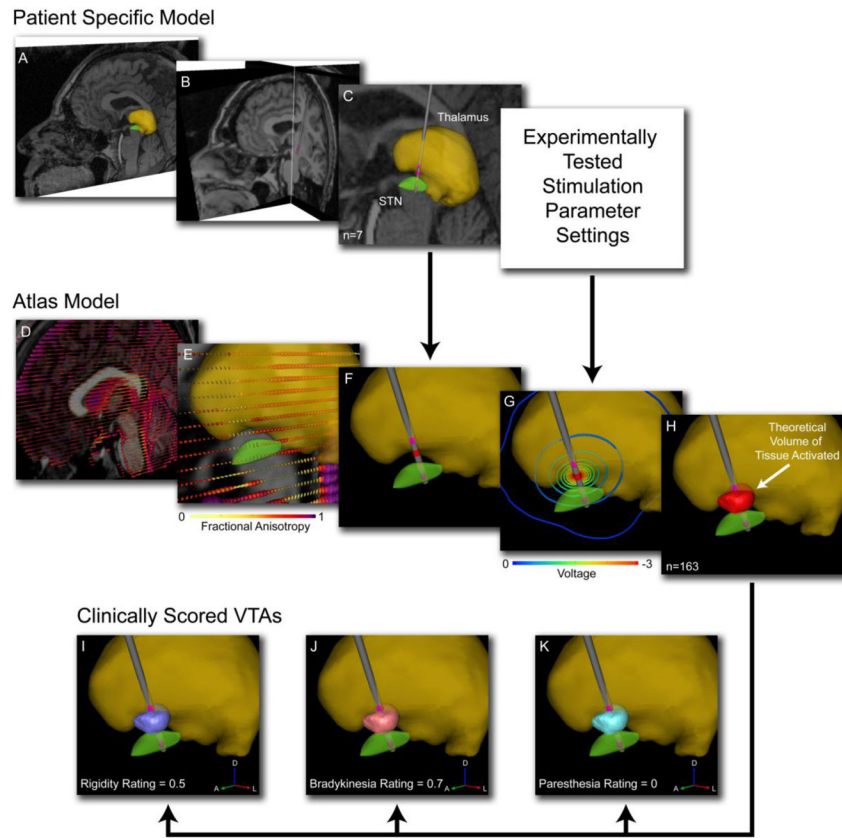 Patient Specific Model
A
B
C
Thalamus
STN
n=7
Experimentally
Tested
Stimulation
Parameter
Settings
Atlas Model
D
E
0
1
Fractional Anisotropy
F
G
0
-3
Voltage
H
Theoretical
Volume of
Tissue Activated
n=163
Clinically Scored VTAs
I
Rigidity Rating = 0.5
D
A
L
J
Bradykinesia Rating = 0.7
D
A
L
K
Paresthesia Rating = 0
D
A
L